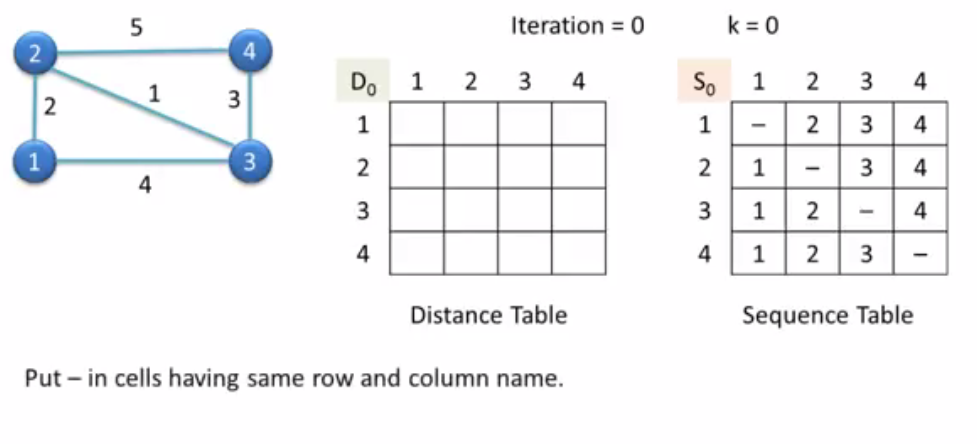 Iteration = 0 k = 0
5
2 4
1
2 3
1 3
4
D0 1 2 3 4
1
2
3
4
Distance Table
S0 1 2 3 4
1 – 2 3 4
2 1 – 3 4
3 1 2 – 4
4 1 2 3 –
Sequence Table
Put – in cells having same row and column name.